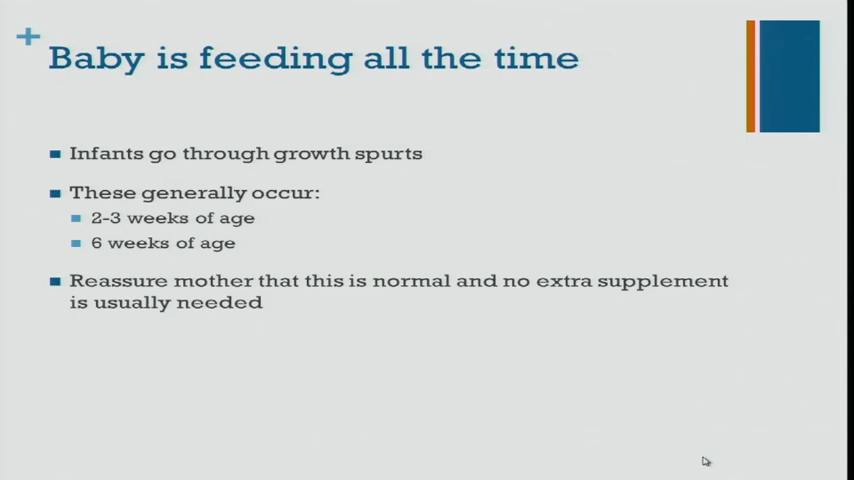 +
Baby is feeding all the time
Infants go through growth spurts
These generally occur:
2-3 weeks of age
6 weeks of age
Reassure mother that this is normal and no extra supplement
is usually needed